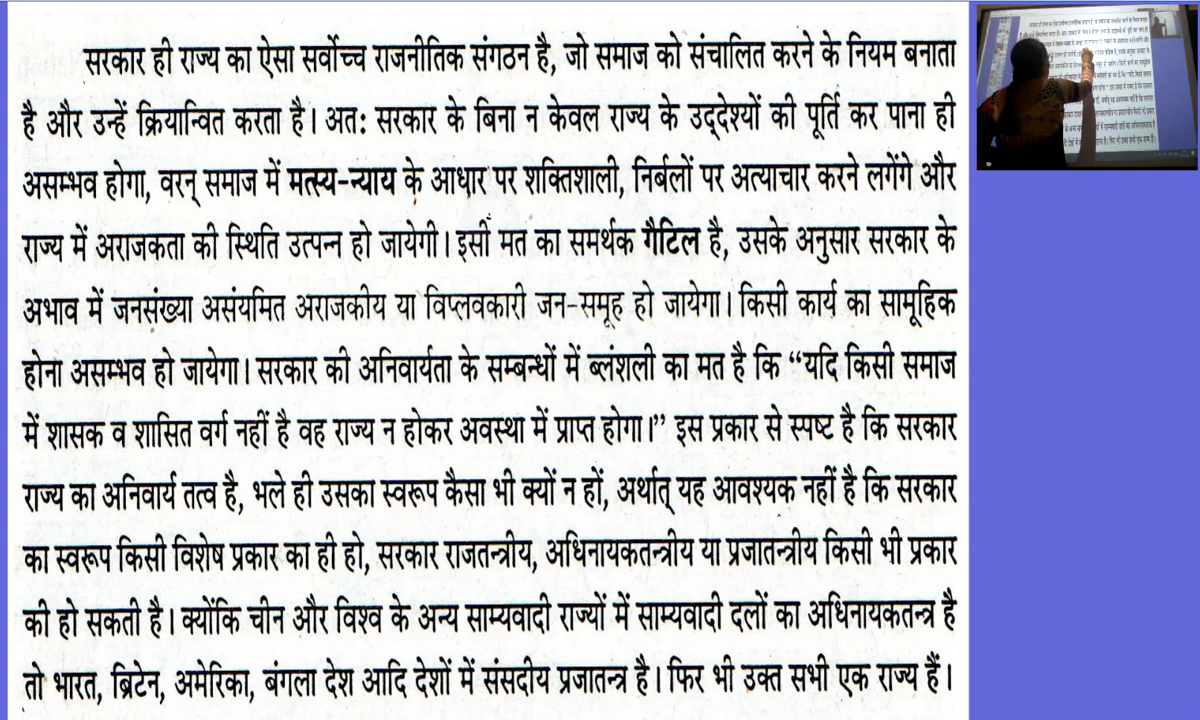 सरकार ही राज्य का ऐसा सर्वोच्च राजनीतिक संगठन है, जो समाज को संचालित करने के नियम बनाता
है और उन्हें क्रियान्वित करता है। अतः सरकार के बिना न केवल राज्य के उद्देश्यों की पूर्ति कर पाना ही
असम्भव होगा, वरन् समाज में मत्स्य-न्याय के आधार पर शक्तिशाली, निर्बलों पर अत्याचार करने लगेंगे और
राज्य में अराजकता की स्थिति उत्पन्न हो जायेगी। इसी मत का समर्थक गैटिल है, उसके अनुसार सरकार के
अभाव में जनसंख्या असंयमित अराजकीय या विप्लवकारी जन-समूह हो जायेगा। किसी कार्य का सामूहिक
होना असम्भव हो जायेगा। सरकार की अनिवार्यता के सम्बन्धों में ब्लंशली का मत है कि “यदि किसी समाज
में शासक व शासित वर्ग नहीं है वह राज्य न होकर अवस्था में प्राप्त होगा।” इस प्रकार से स्पष्ट है कि सरकार
राज्य का अनिवार्य तत्व है, भले ही उसका स्वरूप कैसा भी क्यों न हों, अर्थात् यह आवश्यक नहीं है कि सरकार
का स्वरूप किसी विशेष प्रकार का ही हो, सरकार राजतन्त्रीय, अधिनायकतन्त्रीय या प्रजातन्त्रीय किसी भी प्रकार
की हो सकती है। क्योंकि चीन और विश्व के अन्य साम्यवादी राज्यों में साम्यवादी दलों का अधिनायकतन्त्र है
तो भारत, ब्रिटेन, अमेरिका, बंगला देश आदि देशों में संसदीय प्रजातन्त्र है। फिर भी उक्त सभी एक राज्य हैं।